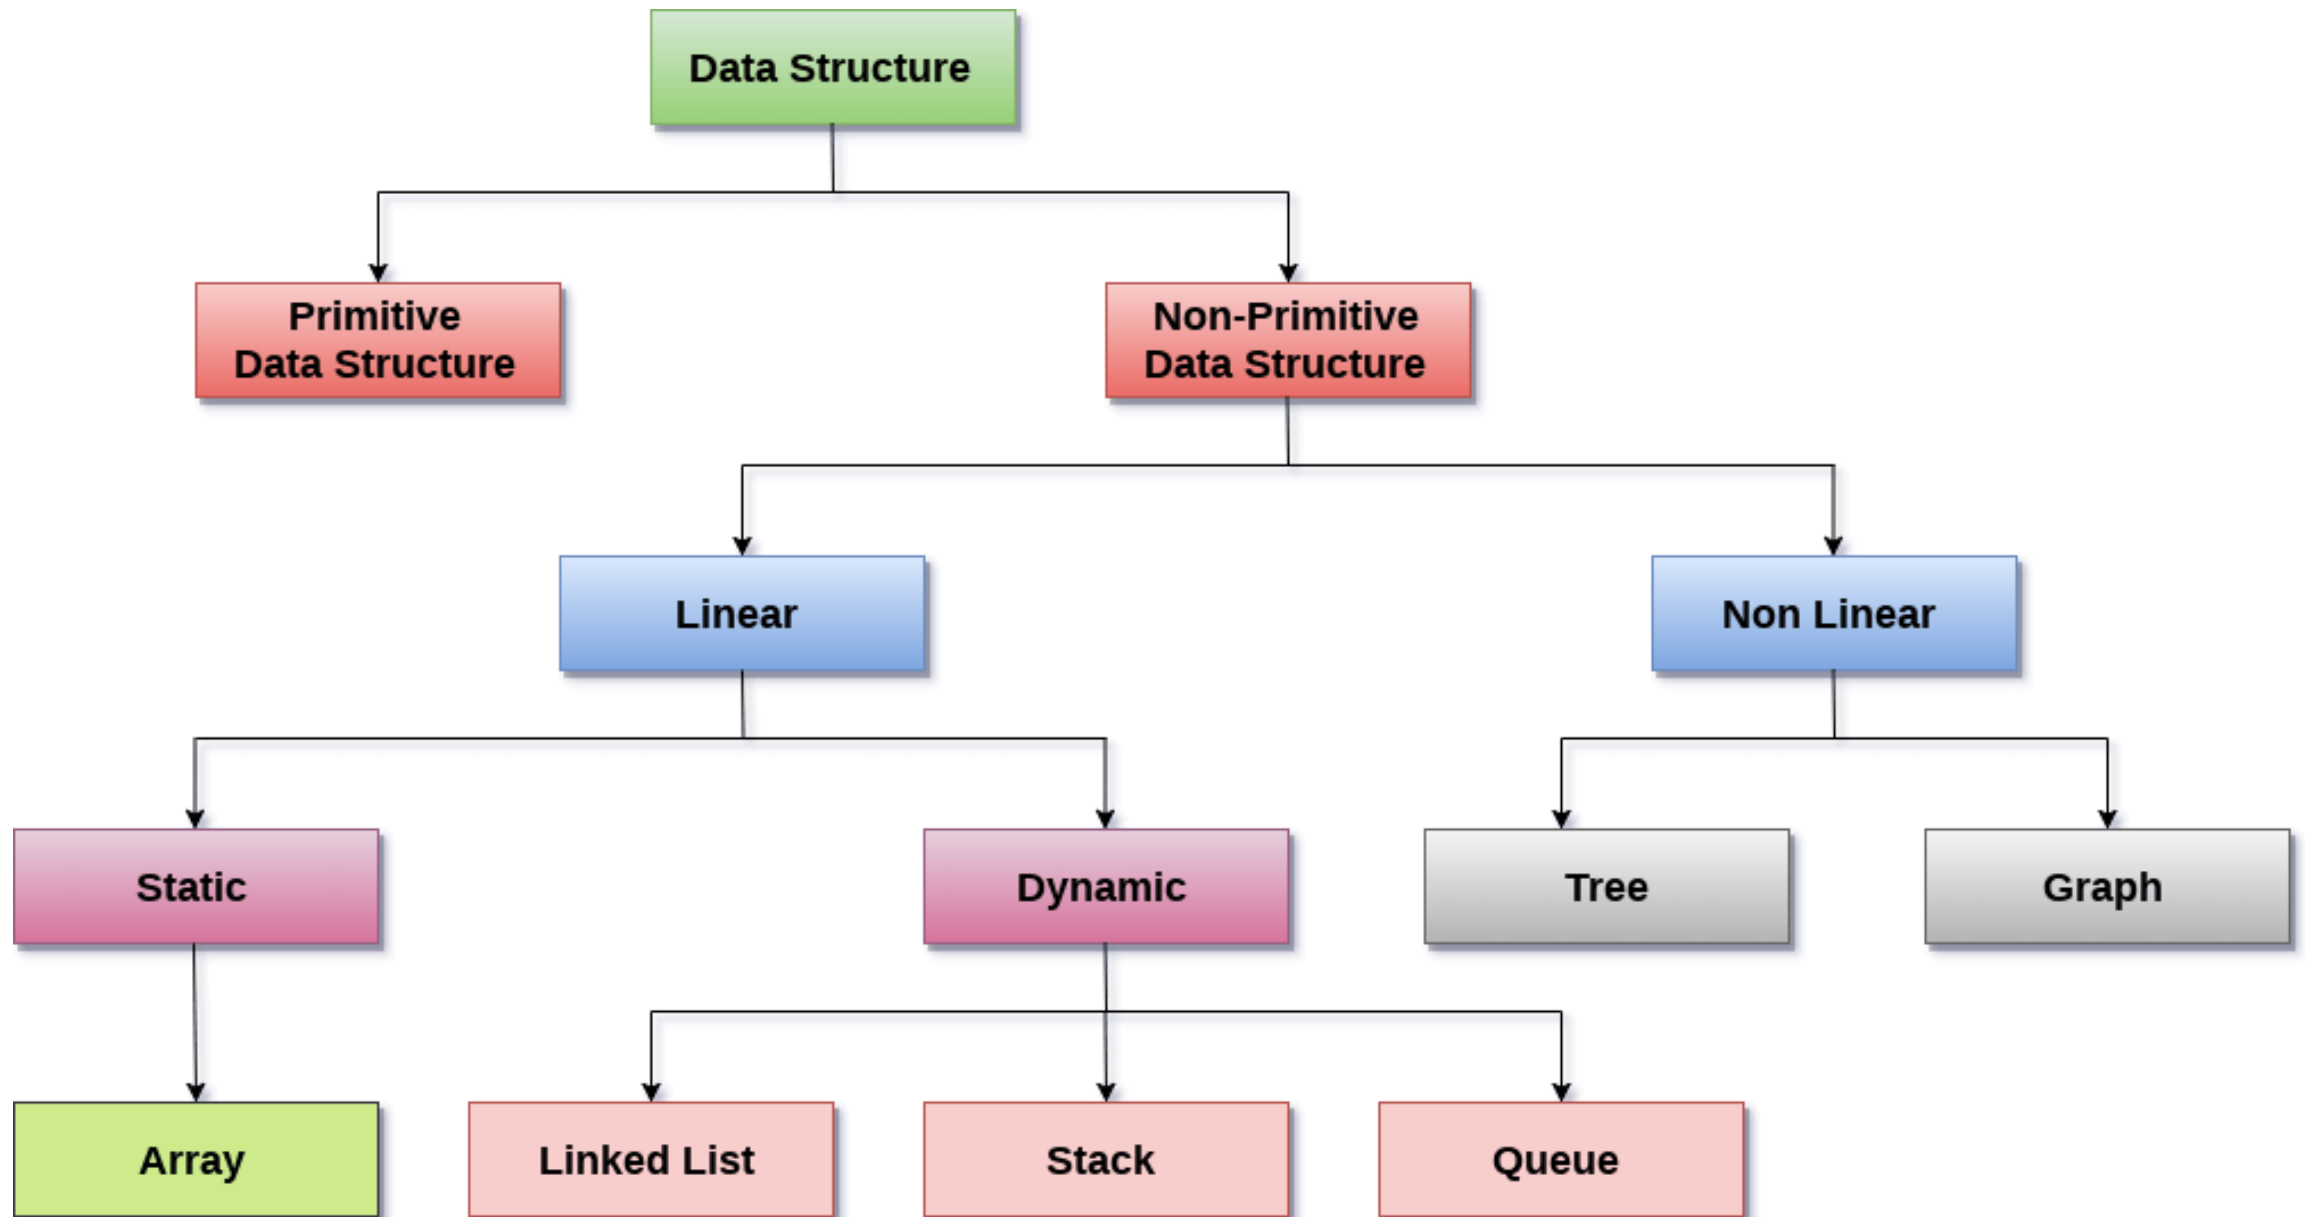 Data Structure
Primitive
Data Structure
Non-Primitive
Data Structure
Linear
Non Linear
Static
Dynamic
Tree
Graph
Array
Linked List
Stack
Queue